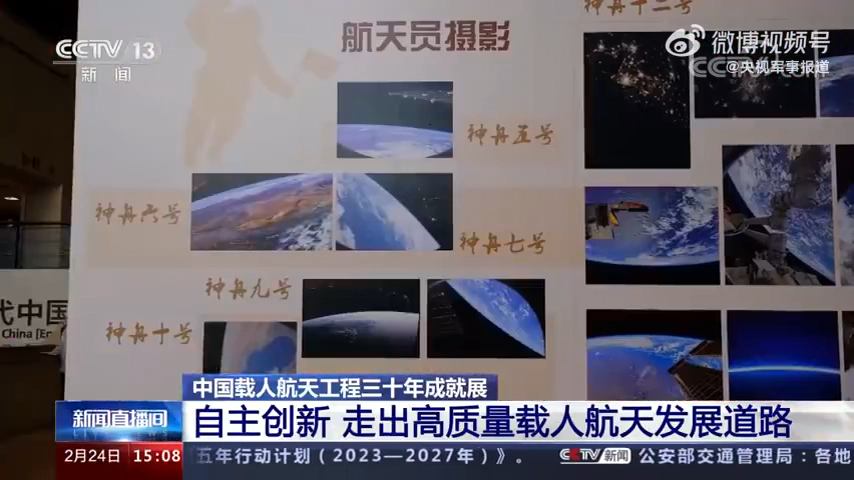 CCTV 13
新闻
航天员摄影
神舟十二号
微博视频号
@央视军事报道
神舟五号
神舟六号
神舟七号
神舟九号
神舟十号
代中国
China
中国载人航天工程三十年成就展
新闻直播间
自主创新 走出高质量载人航天发展道路
2月24日 15:08
五年行动计划（2023—2027年）》。 CCTV新闻 公安部交通管理局：各地